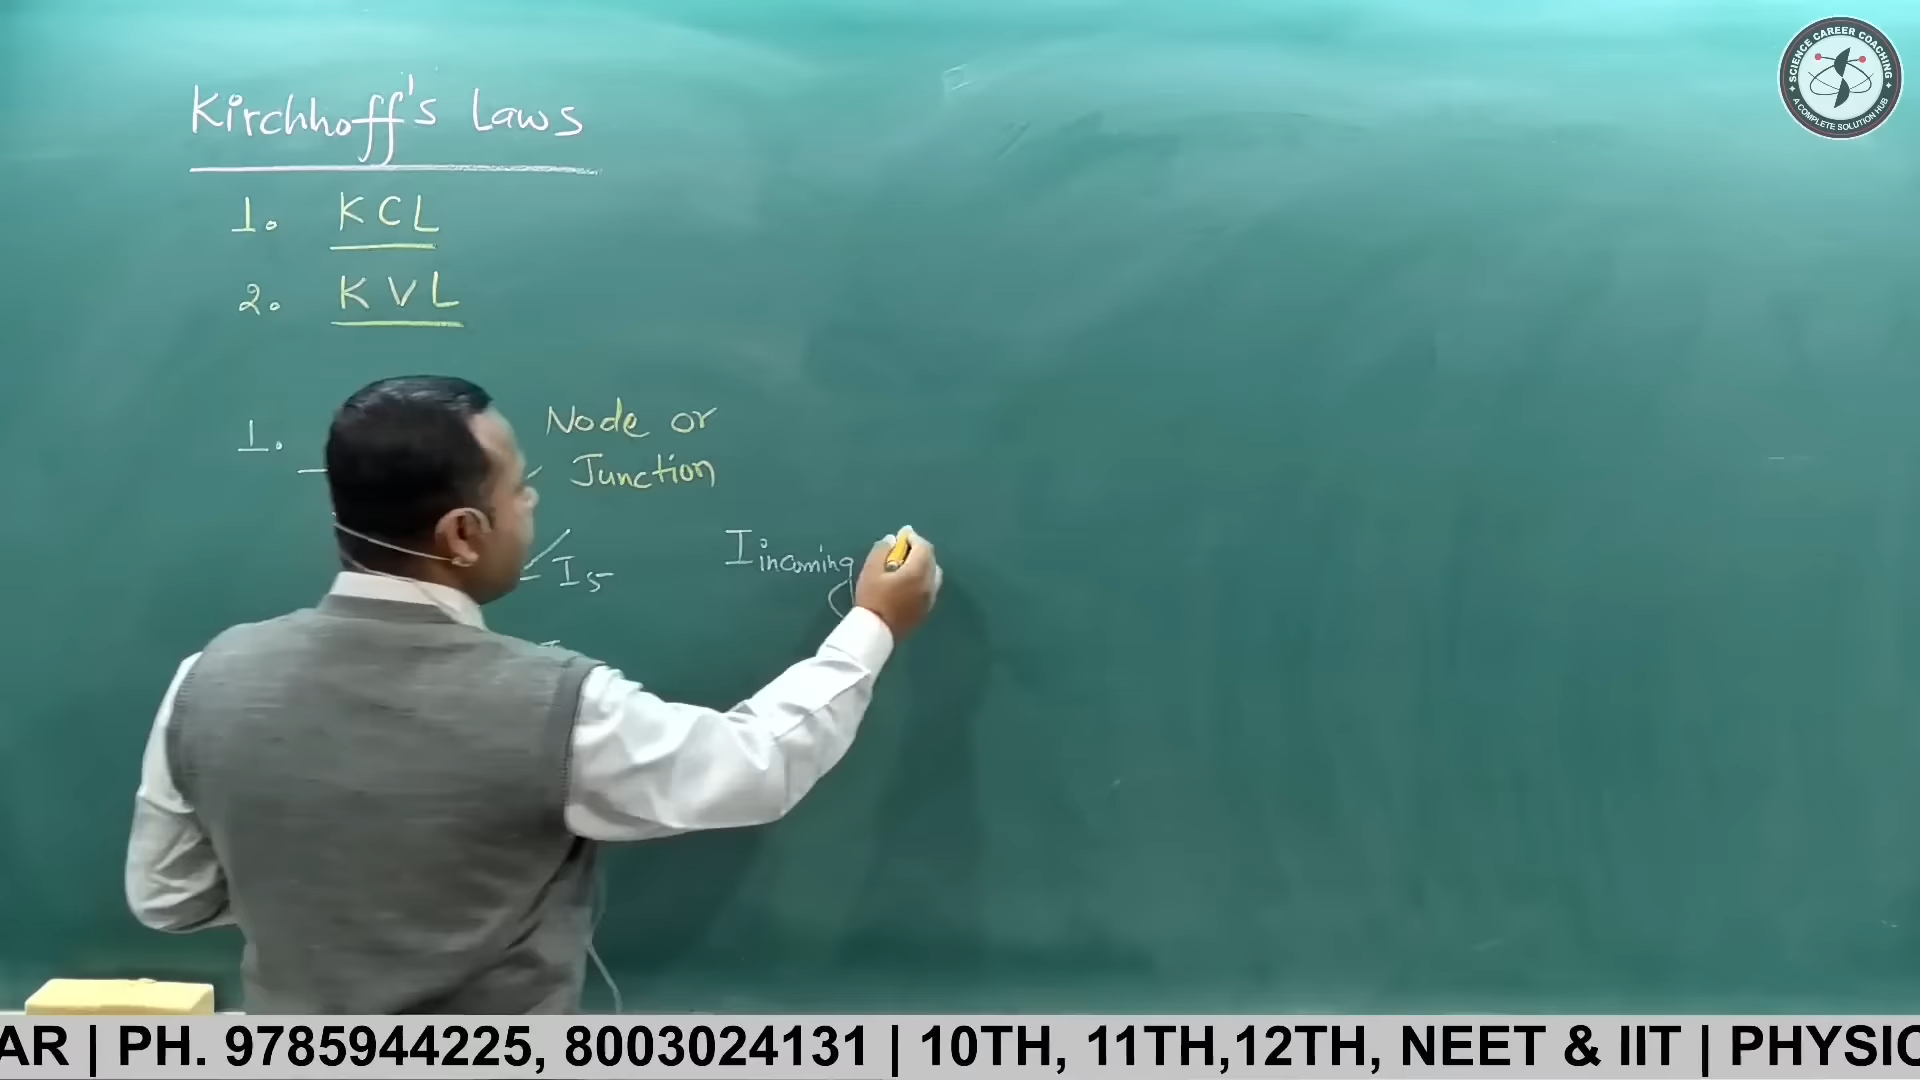 Kirchhoff's Laws
1. KCL
2. KVL
1.
Node or
Junction
I5
I incoming
SCIENCE CAREER COACHING
A COMPLETE SOLUTION HUB
AR | PH. 9785944225, 8003024131 | 10TH, 11TH,12TH, NEET & IIT | PHYSIC